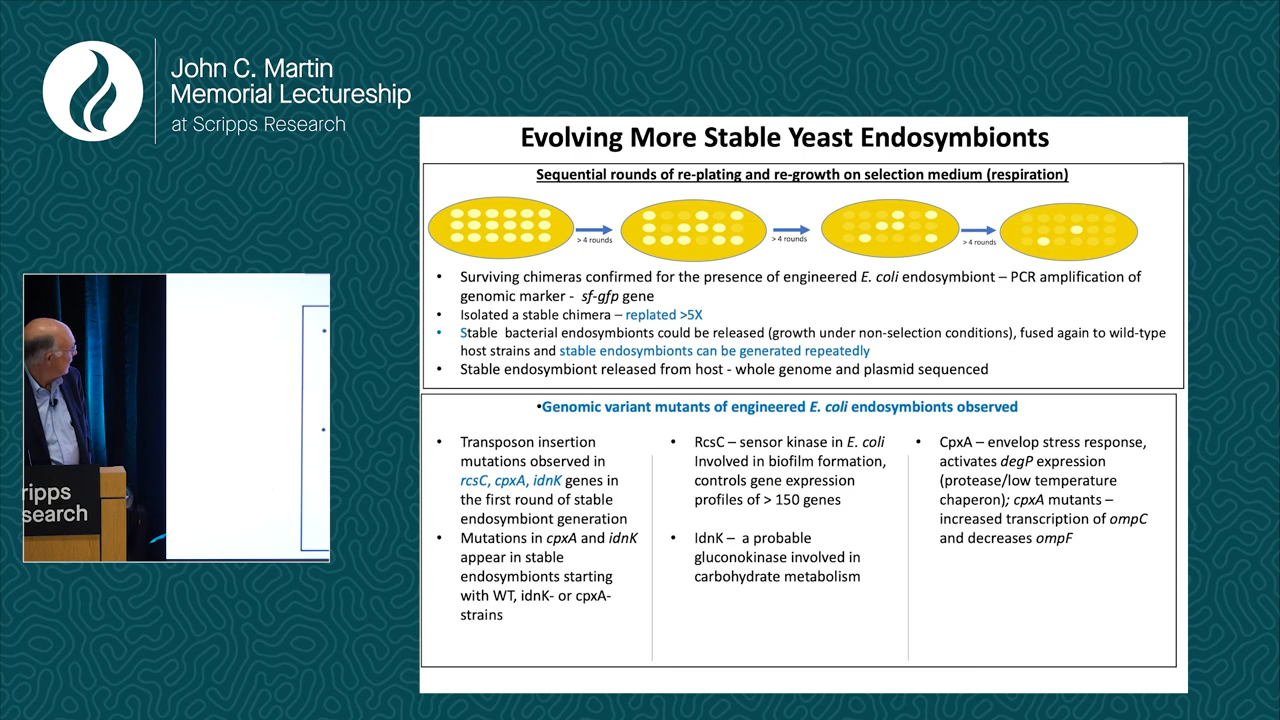 John C. Martin
Memorial Lectureship
at Scripps Research
Evolving More Stable Yeast Endosymbionts
Sequential rounds of re-plating and re-growth on selection medium (respiration)
> 4 rounds
> 4 rounds
> 4 rounds
• Surviving chimeras confirmed for the presence of engineered E. coli endosymbiont – PCR amplification of
genomic marker - sf-gfp gene
• Isolated a stable chimera – replated >5X
• Stable bacterial endosymbionts could be released (growth under non-selection conditions), fused again to wild-type
host strains and stable endosymbionts can be generated repeatedly
• Stable endosymbiont released from host - whole genome and plasmid sequenced
•Genomic variant mutants of engineered E. coli endosymbionts observed
• Transposon insertion
mutations observed in
rcsC, cpxA, idnK genes in
the first round of stable
endosymbiont generation
• Mutations in cpxA and idnK
appear in stable
endosymbionts starting
with WT, idnK- or cpxA-
strains
• RcsC – sensor kinase in E. coli
Involved in biofilm formation,
controls gene expression
profiles of > 150 genes
• IdnK – a probable
gluconokinase involved in
carbohydrate metabolism
• CpxA – envelop stress response,
activates degP expression
(protease/low temperature
chaperon); cpxA mutants –
increased transcription of ompC
and decreases ompF
ripps
search